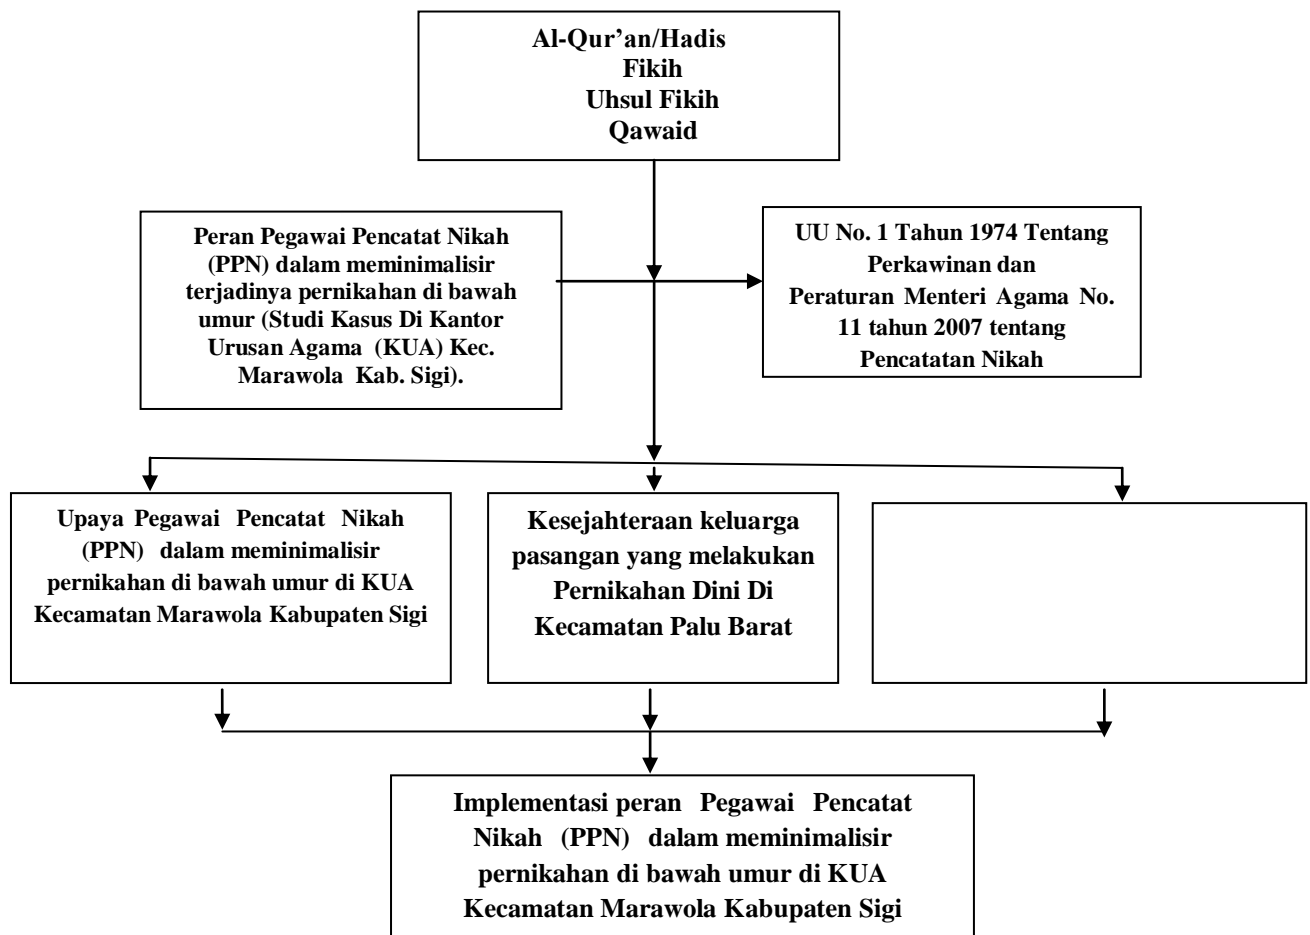 Al-Qur’an/Hadis
Fikih
Uhsul Fikih
Qawaid
Peran Pegawai Pencatat Nikah
(PPN) dalam meminimalisir
terjadinya pernikahan di bawah
umur (Studi Kasus Di Kantor
Urusan Agama (KUA) Kec.
Marawola Kab. Sigi).
UU No. 1 Tahun 1974 Tentang
Perkawinan dan
Peraturan Menteri Agama No.
11 tahun 2007 tentang
Pencatatan Nikah
Upaya Pegawai Pencatat Nikah
(PPN) dalam meminimalisir
pernikahan di bawah umur di KUA
Kecamatan Marawola Kabupaten Sigi
Kesejahteraan keluarga
pasangan yang melakukan
Pernikahan Dini Di
Kecamatan Palu Barat
Implementasi peran Pegawai Pencatat
Nikah (PPN) dalam meminimalisir
pernikahan di bawah umur di KUA
Kecamatan Marawola Kabupaten Sigi